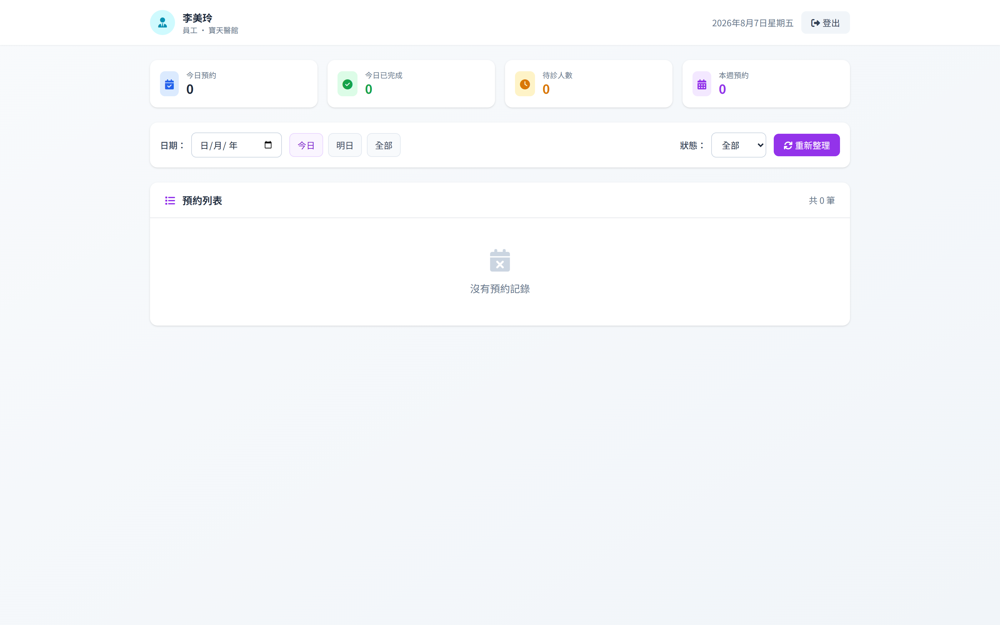 李美玲
員工 • 寶天醫館
2026年8月7日星期五
登出
今日預約
0
今日已完成
0
待診人數
0
本週預約
0
日期：
日/月/年
今日
明日
全部
狀態：
全部
重新整理
預約列表
共 0 筆
沒有預約記錄